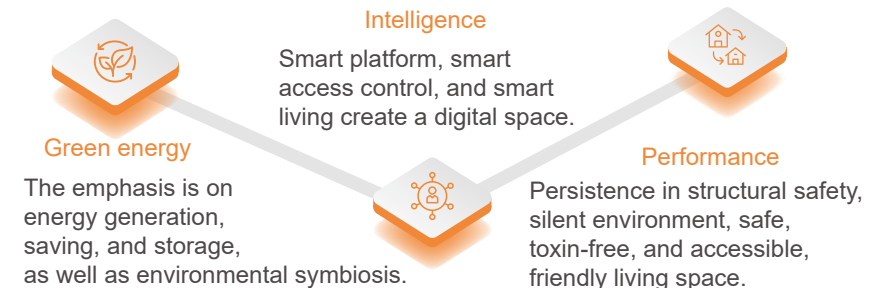 Intelligence
Smart platform, smart
access control, and smart
living create a digital space.
Green energy
The emphasis is on
energy generation,
saving, and storage,
as well as environmental symbiosis.
Performance
Persistence in structural safety,
silent environment, safe,
toxin-free, and accessible,
friendly living space.